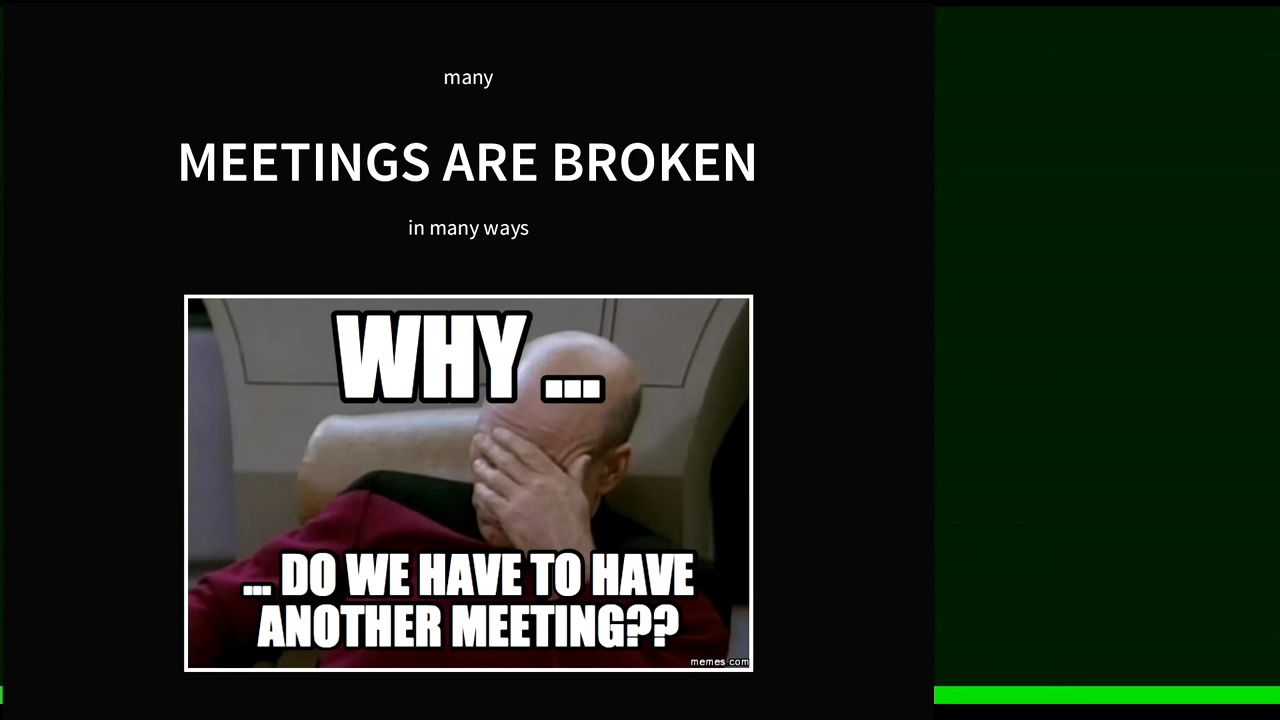 many
MEETINGS ARE BROKEN
in many ways
WHY ...
... DO WE HAVE TO HAVE
ANOTHER MEETING??
memes.com